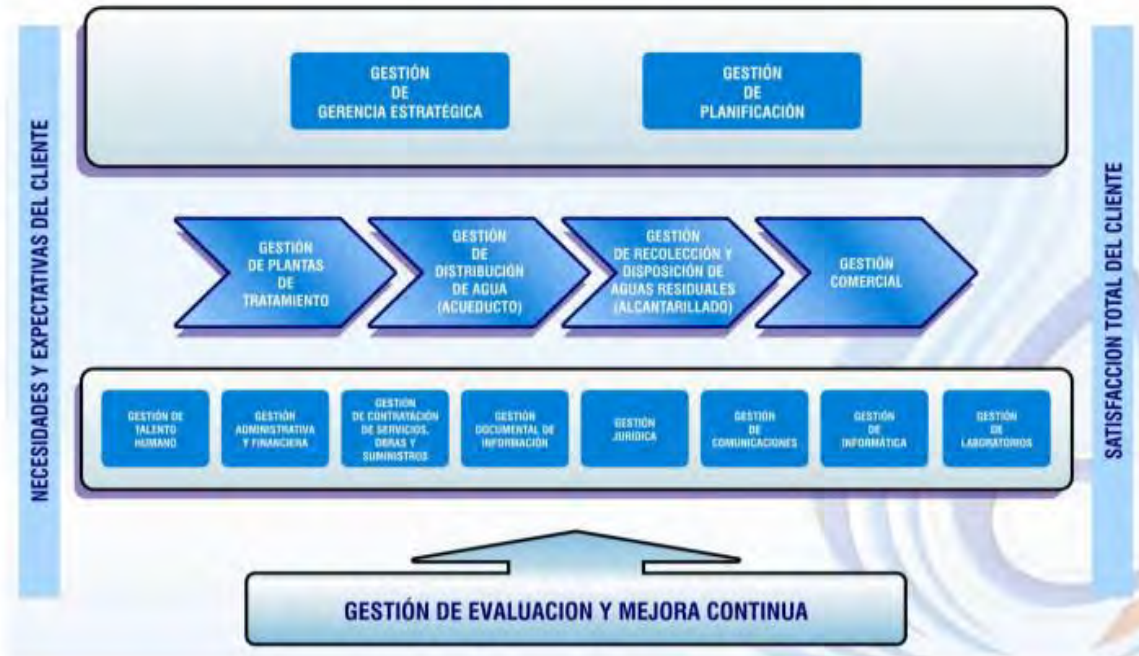 NECESIDADES Y EXPECTATIVAS DEL CLIENTE
GESTIÓN
DE
GERENCIA ESTRATÉGICA
GESTIÓN
DE
PLANIFICACIÓN
GESTIÓN
DE PLANTAS
DE
TRATAMIENTO
GESTIÓN
DE
DISTRIBUCIÓN
DE AGUA
(ACUEDUCTO)
GESTIÓN
DE RECOLECCIÓN Y
DISPOSICIÓN DE
AGUAS RESIDUALES
(ALCANTARILLADO)
GESTIÓN
COMERCIAL
GESTIÓN DE
TALENTO
HUMANO
GESTIÓN
ADMINISTRATIVA
Y FINANCIERA
GESTIÓN
DE CONTRATACIÓN
DE SERVICIOS,
OBRAS Y
SUMINISTROS
GESTIÓN
DOCUMENTAL DE
INFORMACIÓN
GESTIÓN
JURÍDICA
GESTIÓN
DE
COMUNICACIONES
GESTIÓN
DE
INFORMÁTICA
GESTIÓN
DE
LABORATORIOS
GESTIÓN DE EVALUACION Y MEJORA CONTINUA
SATISFACCION TOTAL DEL CLIENTE